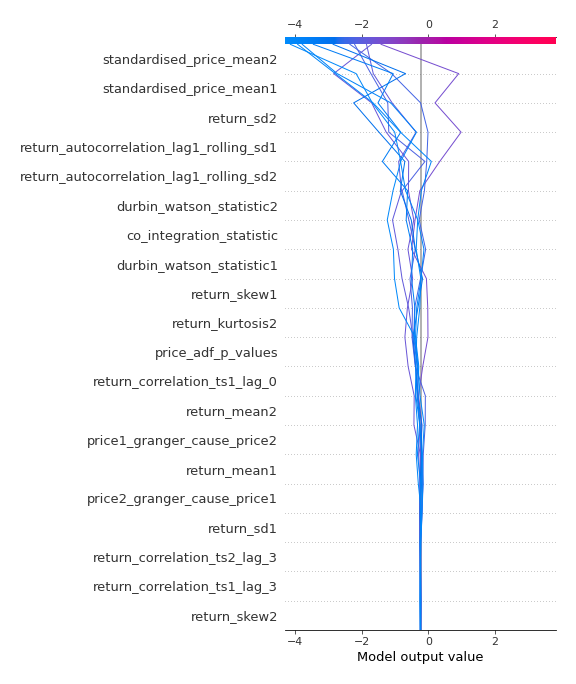 −4 −2 0 2
standardised_price_mean2
standardised_price_mean1
return_sd2
return_autocorrelation_lag1_rolling_sd1
return_autocorrelation_lag1_rolling_sd2
durbin_watson_statistic2
co_integration_statistic
durbin_watson_statistic1
return_skew1
return_kurtosis2
price_adf_p_values
return_correlation_ts1_lag_0
return_mean2
price1_granger_cause_price2
return_mean1
price2_granger_cause_price1
return_sd1
return_correlation_ts2_lag_3
return_correlation_ts1_lag_3
return_skew2
−4 −2 0 2
Model output value